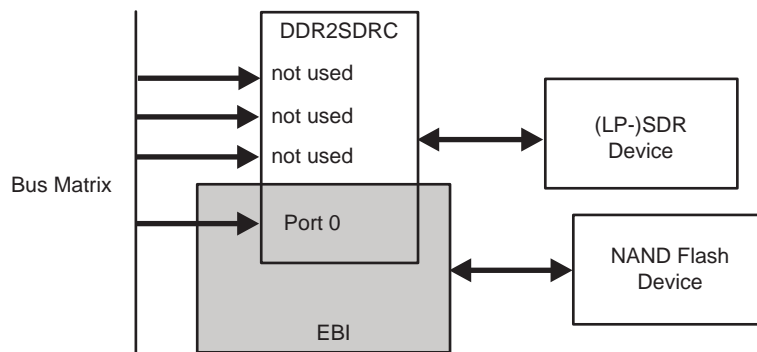 DDR2SDRC
not used
not used
not used
(LP-)SDR
Device
Bus Matrix
Port 0
NAND Flash
Device
EBI